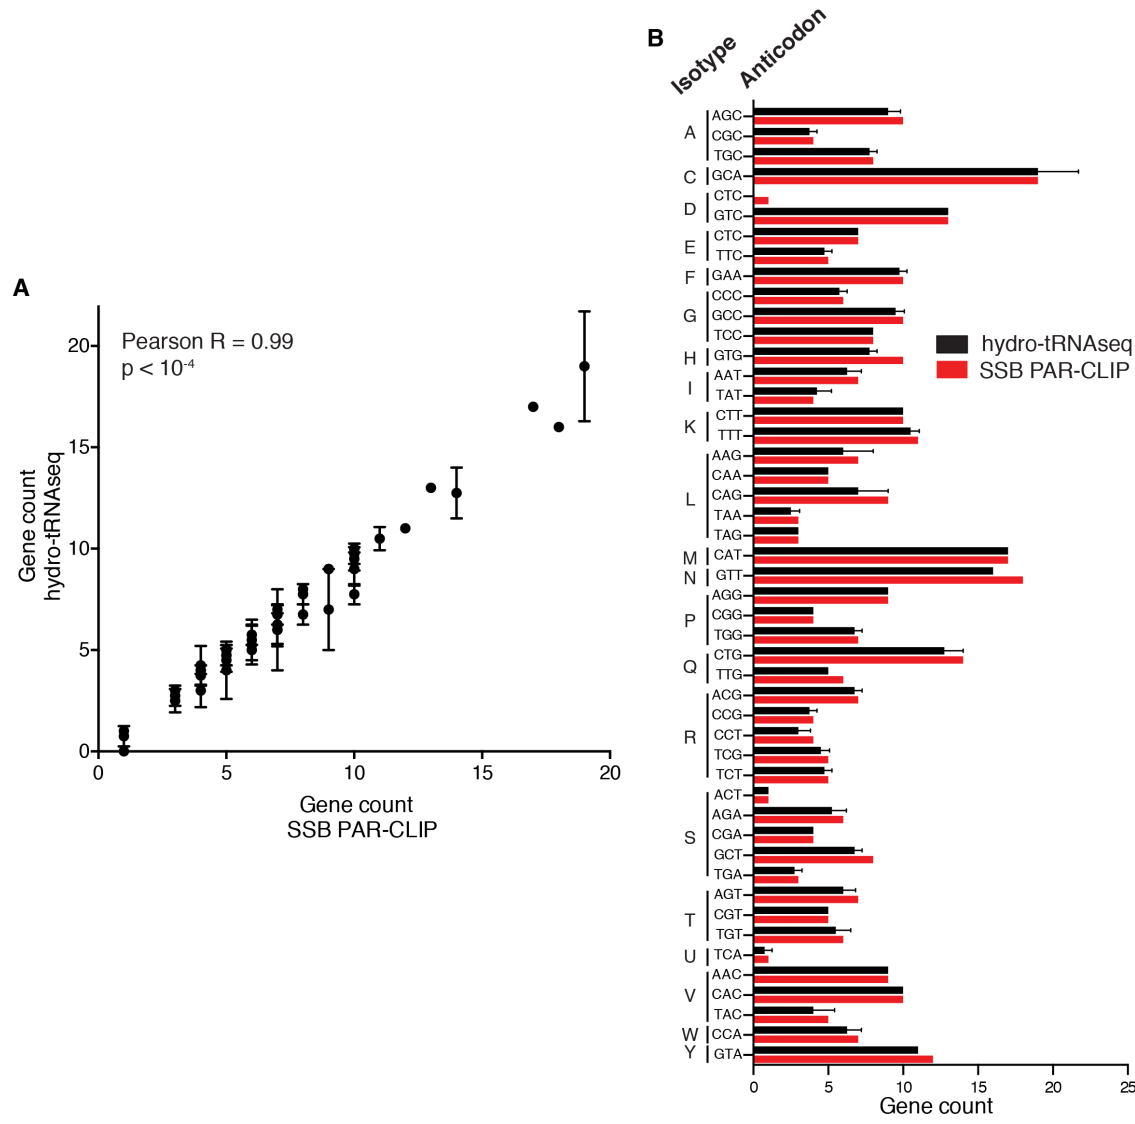 A
Pearson R = 0.99
p < 10-4
20
15
10
5
0
Gene count
hydro-tRNAseq
0 5 10 15 20
Gene count
SSB PAR-CLIP
B
Isotype Anticodon
A
AGC
CGC
TGC
C
GCA
D
CTC
GTC
E
CTC
TTC
F
GAA
G
CCC
GCC
TCC
H
GTG
I
AAT
TAT
K
CTT
TTT
L
AAG
CAA
CAG
TAA
TAG
M
CAT
N
GTT
P
AGG
CGG
TGG
Q
CTG
TTG
R
ACG
CCG
CCT
TCG
TCT
S
ACT
AGA
CGA
GCT
TGA
T
AGT
CGT
TGT
U
TCA
V
AAC
CAC
TAC
W
CCA
Y
GTA
hydro-tRNAseq
SSB PAR-CLIP
0 5 10 15 20 25
Gene count